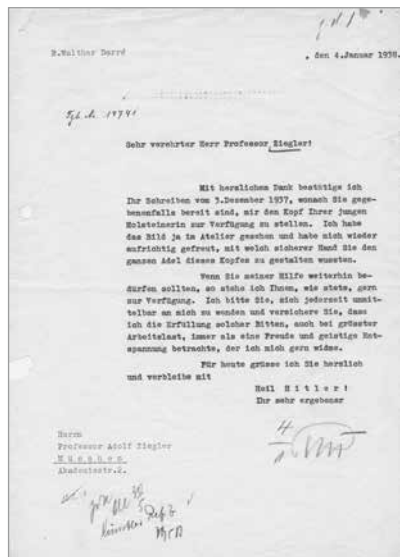 R.Walther Darré
, den 4.Januar 1938.
Tgb. Nr. 19791
Sehr verehrter Herr Professor Ziegler!
Mit herzlichem Dank bestätige ich
Ihr Schreiben vom 3.Dezember 1937, wonach Sie gege-
benenfalls bereit sind, mir den Kopf Ihrer jungen
Holsteinerin zur Verfügung zu stellen. Ich habe
das Bild ja im Atelier gesehen und habe mich wieder
aufrichtig gefreut, mit welch sicherer Hand Sie den
ganzen Adel dieses Kopfes zu gestalten wussten.
Wenn Sie meiner Hilfe weiterhin be-
dürfen sollten, so stehe ich Ihnen, wie stets, gern
zur Verfügung. Ich bitte Sie, sich jederzeit unmit-
telbar an mich zu wenden und versichere Sie, dass
ich die Erfüllung solcher Bitten, auch bei grösster
Arbeitslast, immer als eine Freude und geistige Ent-
spannung betrachte, der ich mich gern widme.
Für heute grüsse ich Sie herzlich
und verbleibe mit
Heil Hitler!
Ihr sehr ergebener
Herrn
Professor Adolf Ziegler
München
Akademiestr.2.